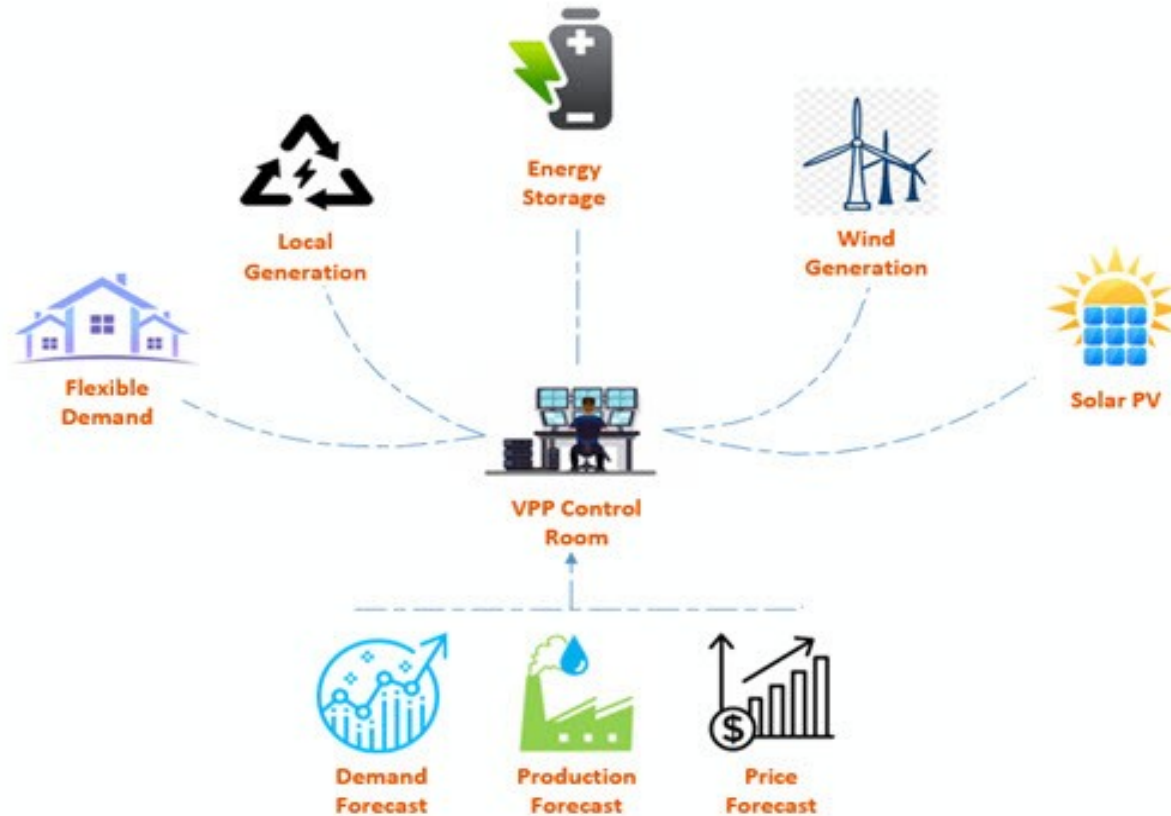 Energy
Storage
Local
Generation
Wind
Generation
Flexible
Demand
Solar PV
VPP Control
Room
$
Demand
Forecast
Production
Forecast
Price
Forecast